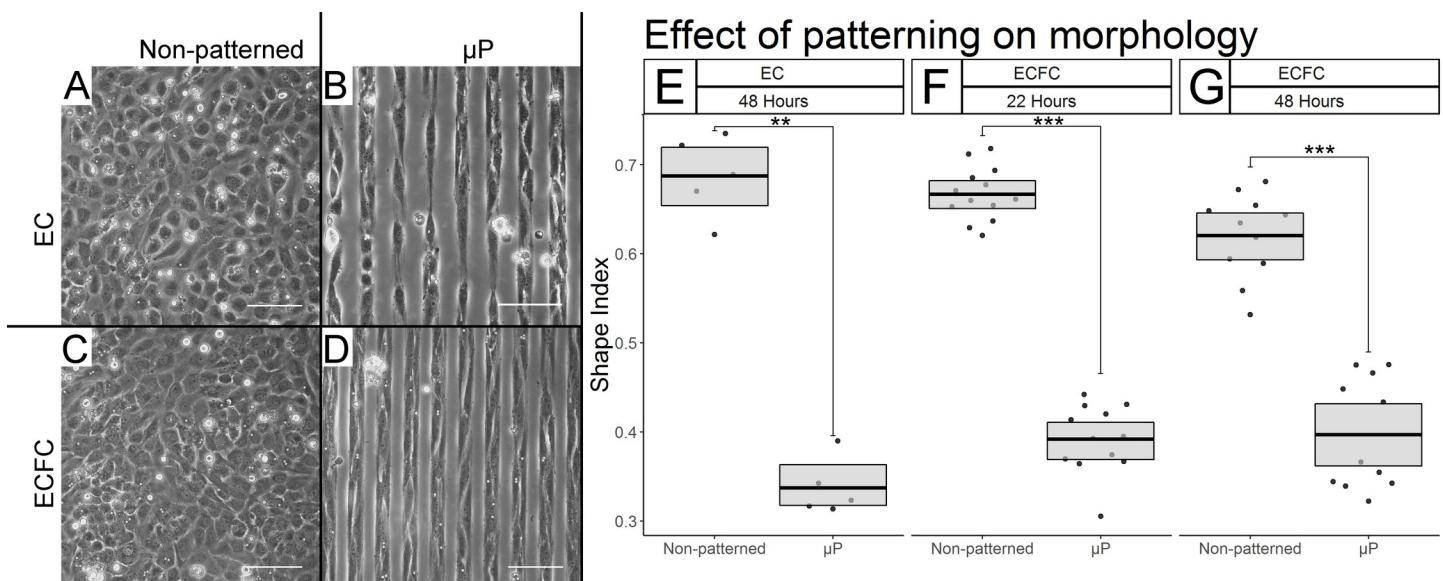 Non-patterned
µP
A
B
EC
C
D
ECFC
Effect of patterning on morphology
E
EC
48 Hours
F
ECFC
22 Hours
G
ECFC
48 Hours
**
***
***
Shape Index
0.7
0.6
0.5
0.4
0.3
Non-patterned
µP
Non-patterned
µP
Non-patterned
µP